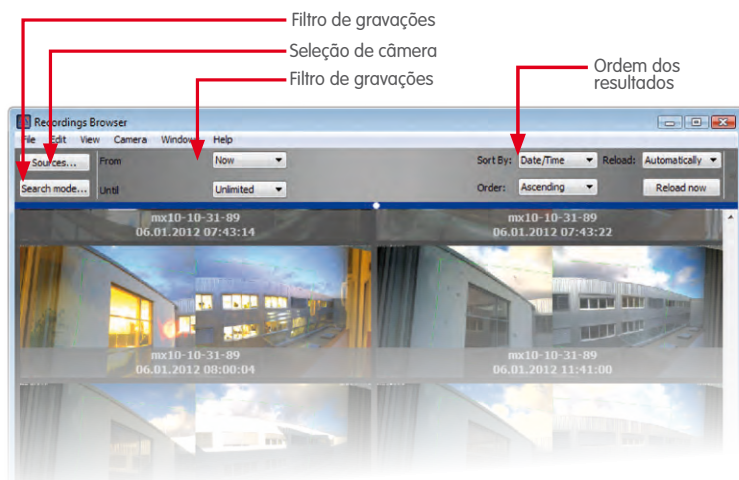 Filtro de gravações
Seleção de câmera
Filtro de gravações
Ordem dos
resultados
Recordings Browser
File Edit View Camera Window Help
Sources... From Now Sort By: Date/Time Reload: Automatically
Search mode... Until Unlimited Order: Ascending Reload now
mx10-10-31-89 mx10-10-31-89
06.01.2012 07:43:14 06.01.2012 07:43:22
mx10-10-31-89 mx10-10-31-89
06.01.2012 08:00:04 06.01.2012 11:41:00